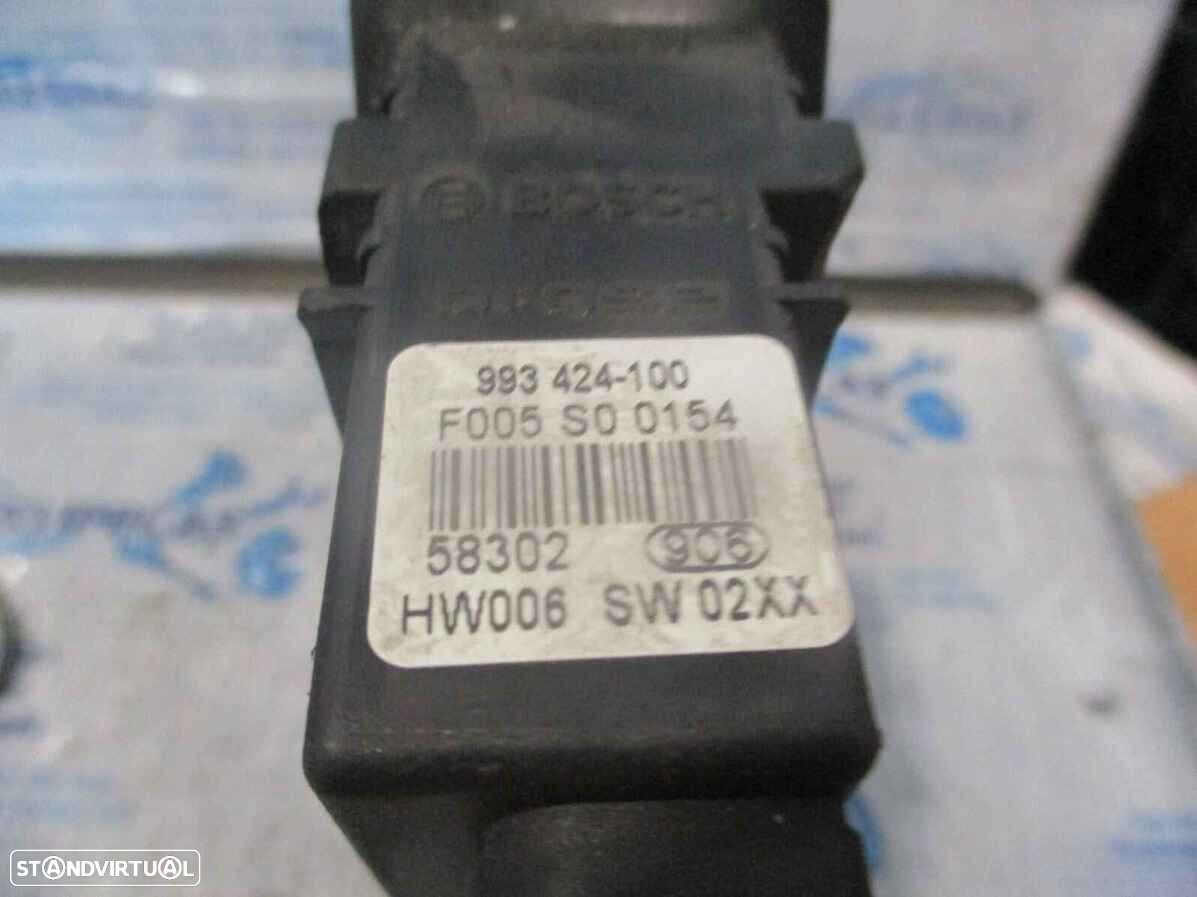 BOSCH
993 424-100
F005 S0 0154
58302 906
HW006 SW 02XX
STANDVIRTUAL